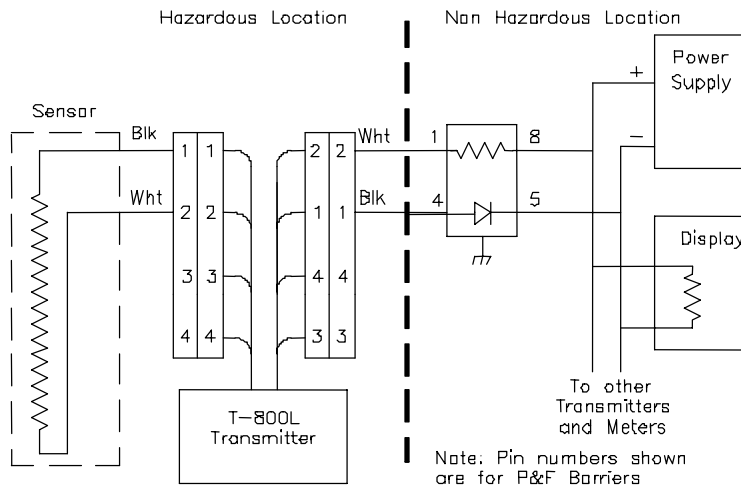 Hazardous Location
Non Hazardous Location
Power
Supply
+
-
Sensor
Blk
Wht
1 1
2 2
3 3
4 4
2 2
1 1
4 4
3 3
Wht
Blk
1
8
4
5
Display
T-800L
Transmitter
To other
Transmitters
and Meters
Note: Pin numbers shown
are for P&F Barriers